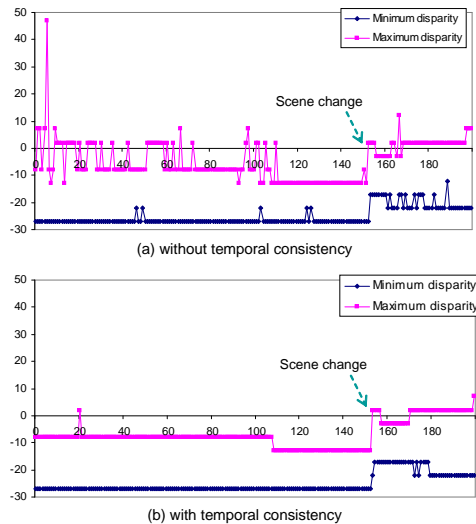 50
40
30
20
10
0
-10
-20
-30
Minimum disparity
Maximum disparity
Scene change
0 20 40 60 80 100 120 140 160 180
(a) without temporal consistency
50
40
30
20
10
0
-10
-20
-30
Minimum disparity
Maximum disparity
Scene change
0 20 40 60 80 100 120 140 160 180
(b) with temporal consistency